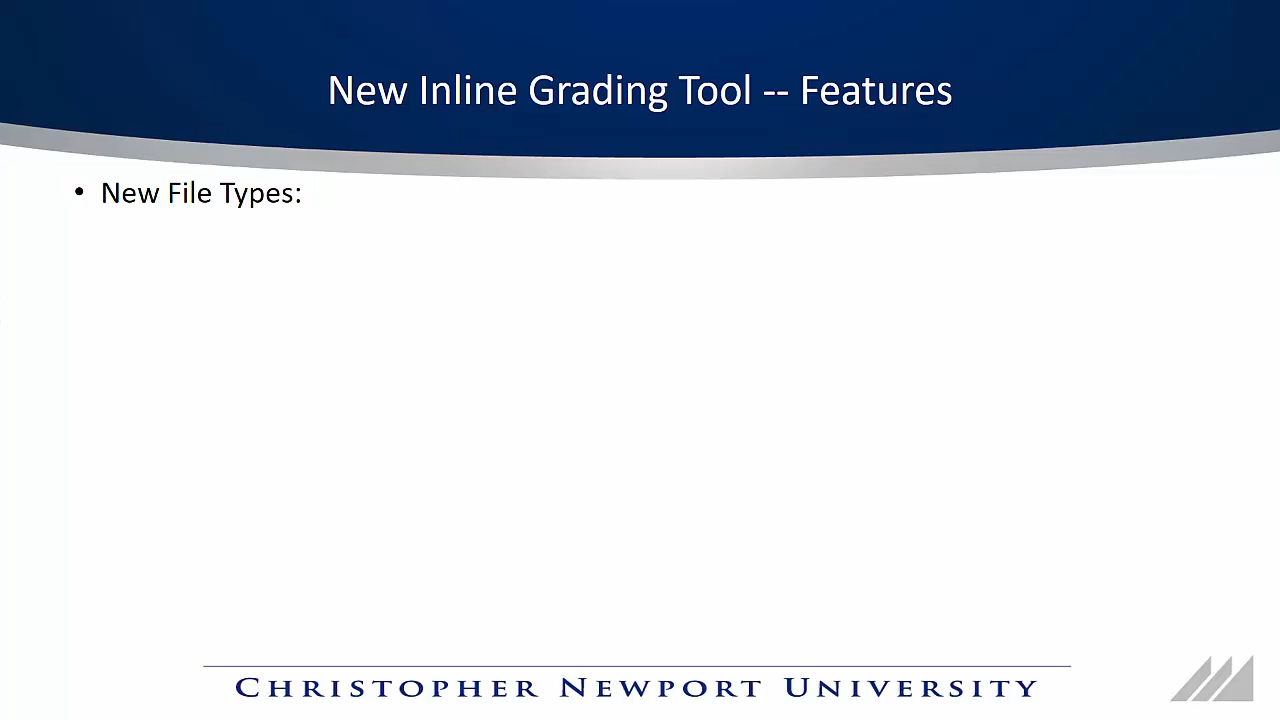 New Inline Grading Tool -- Features
• New File Types:
CHRISTOPHER NEWPORT UNIVERSITY